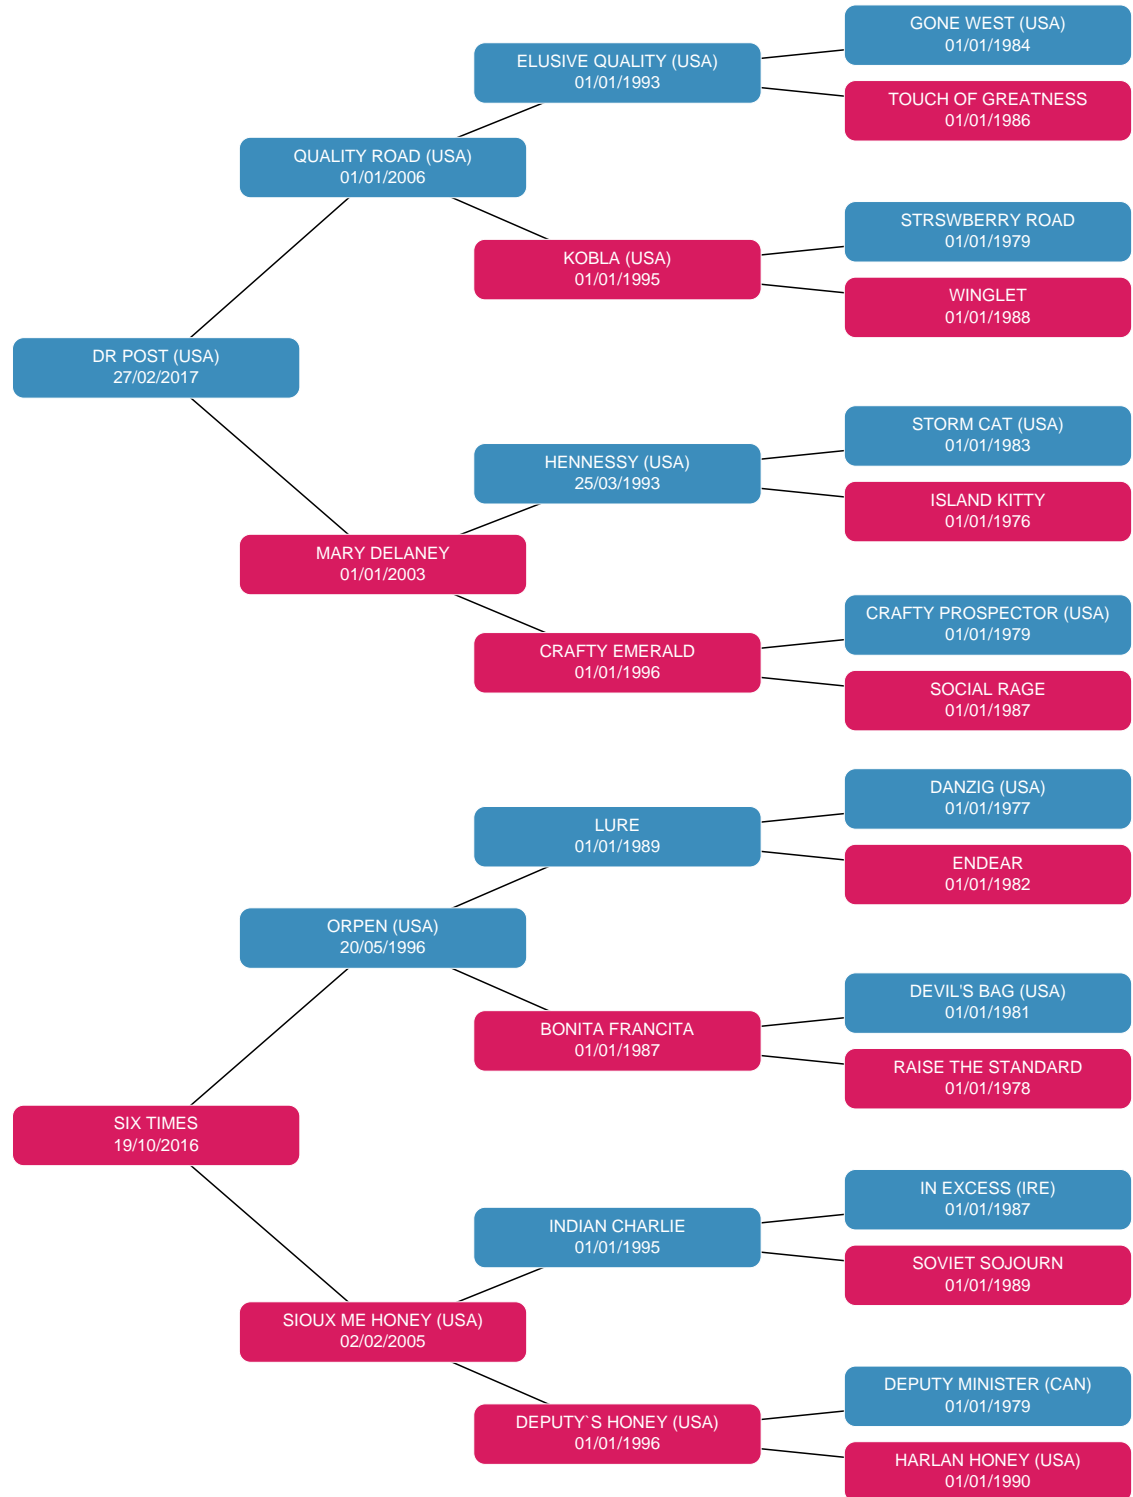 GONE WEST (USA)
01/01/1984
ELUSIVE QUALITY (USA)
01/01/1993
TOUCH OF GREATNESS
01/01/1986
QUALITY ROAD (USA)
01/01/2006
STRSWBERRY ROAD
01/01/1979
KOBLA (USA)
01/01/1995
WINGLET
01/01/1988
DR POST (USA)
27/02/2017
STORM CAT (USA)
01/01/1983
HENNESSY (USA)
25/03/1993
ISLAND KITTY
01/01/1976
MARY DELANEY
01/01/2003
CRAFTY PROSPECTOR (USA)
01/01/1979
CRAFTY EMERALD
01/01/1996
SOCIAL RAGE
01/01/1987
DANZIG (USA)
01/01/1977
LURE
01/01/1989
ENDEAR
01/01/1982
ORPEN (USA)
20/05/1996
DEVIL'S BAG (USA)
01/01/1981
BONITA FRANCITA
01/01/1987
RAISE THE STANDARD
01/01/1978
SIX TIMES
19/10/2016
IN EXCESS (IRE)
01/01/1987
INDIAN CHARLIE
01/01/1995
SOVIET SOJOURN
01/01/1989
SIOUX ME HONEY (USA)
02/02/2005
DEPUTY MINISTER (CAN)
01/01/1979
DEPUTY`S HONEY (USA)
01/01/1996
HARLAN HONEY (USA)
01/01/1990